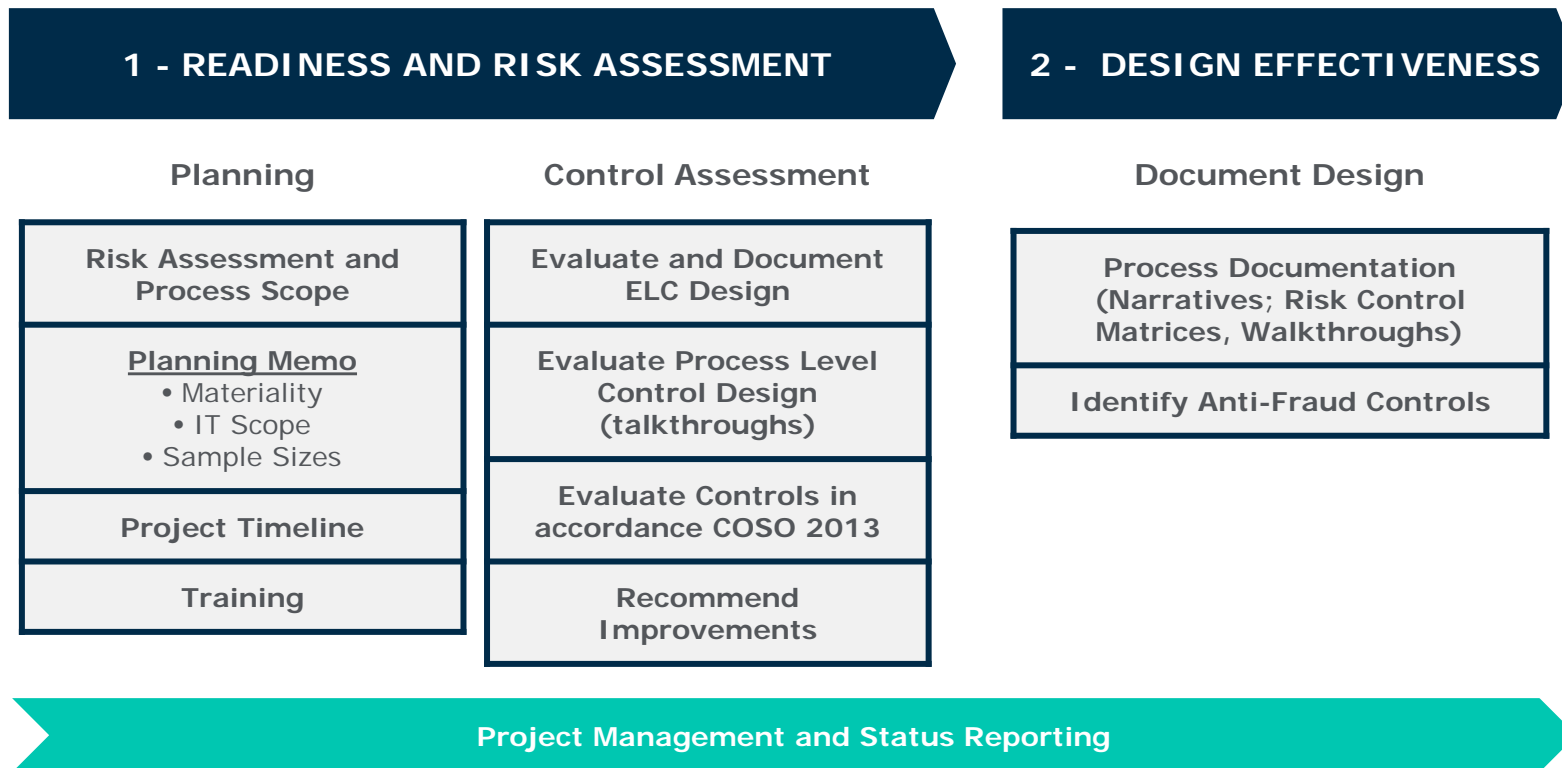 1 - READINESS AND RISK ASSESSMENT
2 - DESIGN EFFECTIVENESS
Planning
Risk Assessment and
Process Scope
Planning Memo
• Materiality
• IT Scope
• Sample Sizes
Project Timeline
Training
Control Assessment
Evaluate and Document
ELC Design
Evaluate Process Level
Control Design
(talkthroughs)
Evaluate Controls in
accordance COSO 2013
Recommend
Improvements
Document Design
Process Documentation
(Narratives; Risk Control
Matrices, Walkthroughs)
Identify Anti-Fraud Controls
Project Management and Status Reporting